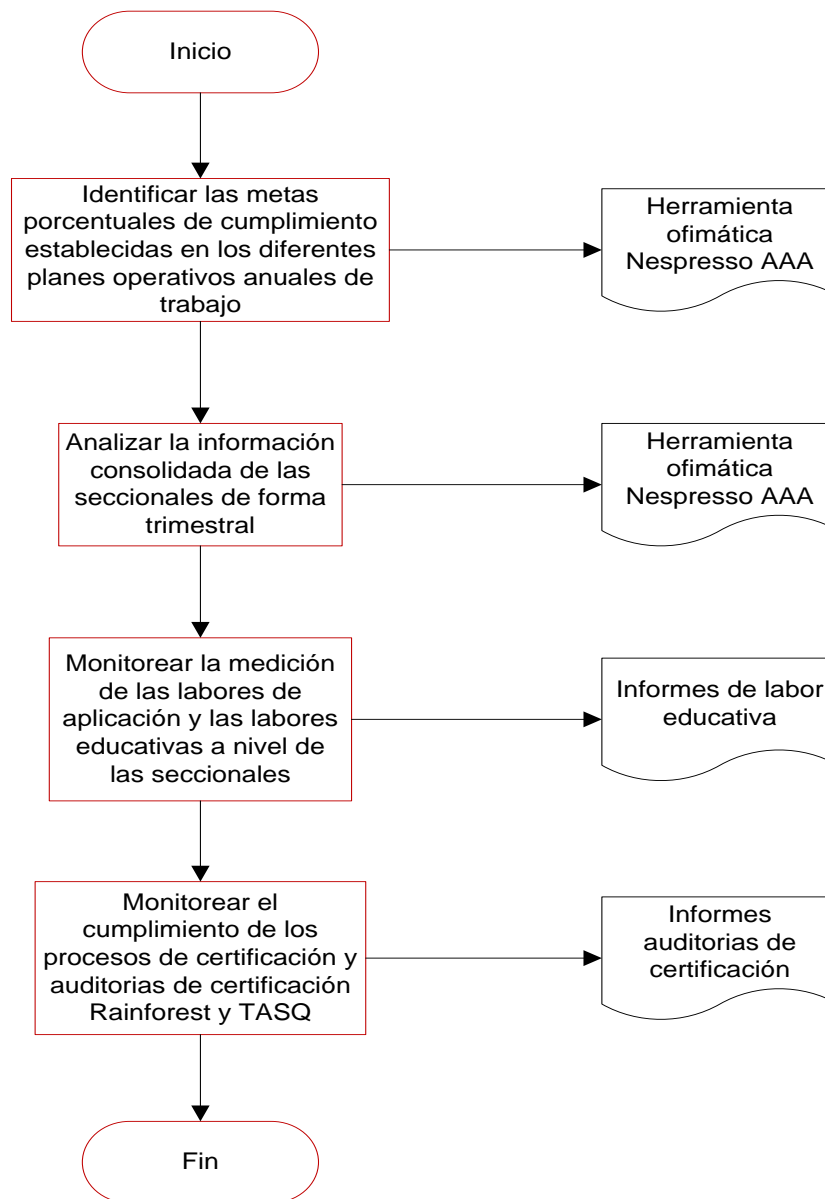 Inicio
Identificar las metas
porcentuales de cumplimiento
establecidas en los diferentes
planes operativos anuales de
trabajo
Herramienta
ofimática
Nespresso AAA
Analizar la información
consolidada de las
seccionales de forma
trimestral
Herramienta
ofimática
Nespresso AAA
Monitorear la medición
de las labores de
aplicación y las labores
educativas a nivel de
las seccionales
Informes de labor
educativa
Monitorear el
cumplimiento de los
procesos de certificación y
auditorias de certificación
Rainforest y TASQ
Informes
auditorias de
certificación
Fin